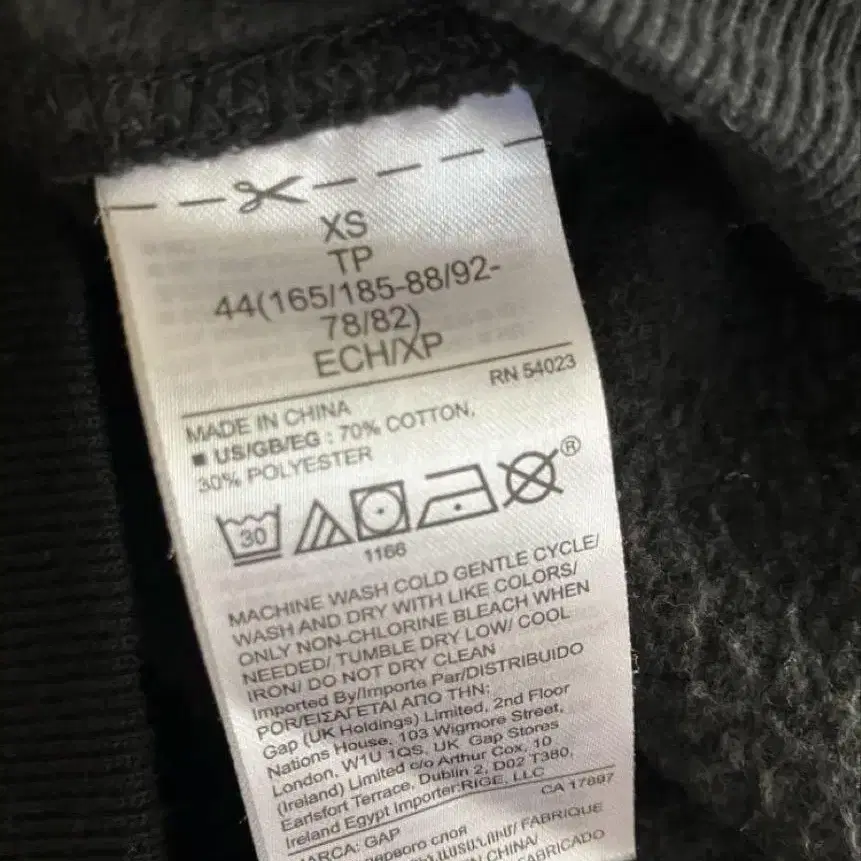 XS
TP
44(165/185-88/92-
78/82)
ECH/XP
RN 54023
MADE IN CHINA
■ US/GB/EG : 70% COTTON,
30% POLYESTER
30
®
1166
MACHINE WASH COLD GENTLE CYCLE/
WASH AND DRY WITH LIKE COLORS/
ONLY NON-CHLORINE BLEACH WHEN
NEEDED/ TUMBLE DRY LOW/ COOL
IRON/ DO NOT DRY CLEAN
Imported By/Importe Par/DISTRIBUIDO
POR/ΕΙΣΑΓΕΤΑΙ ΑΠΟ ΤΗΝ:
Gap (UK Holdings) Limited, 2nd Floor
Nations House, 103 Wigmore Street,
London, W1U 1QS, UK Gap Stores
(Ireland) Limited c/o Arthur Cox, 10
Earlsfort Terrace, Dublin 2, D02 T380,
Ireland Egypt Importer:RIGE, LLC
CA 17897
MARCA: GAP
первого слоя
FABRIQUE
CHINA/
FABRICADO